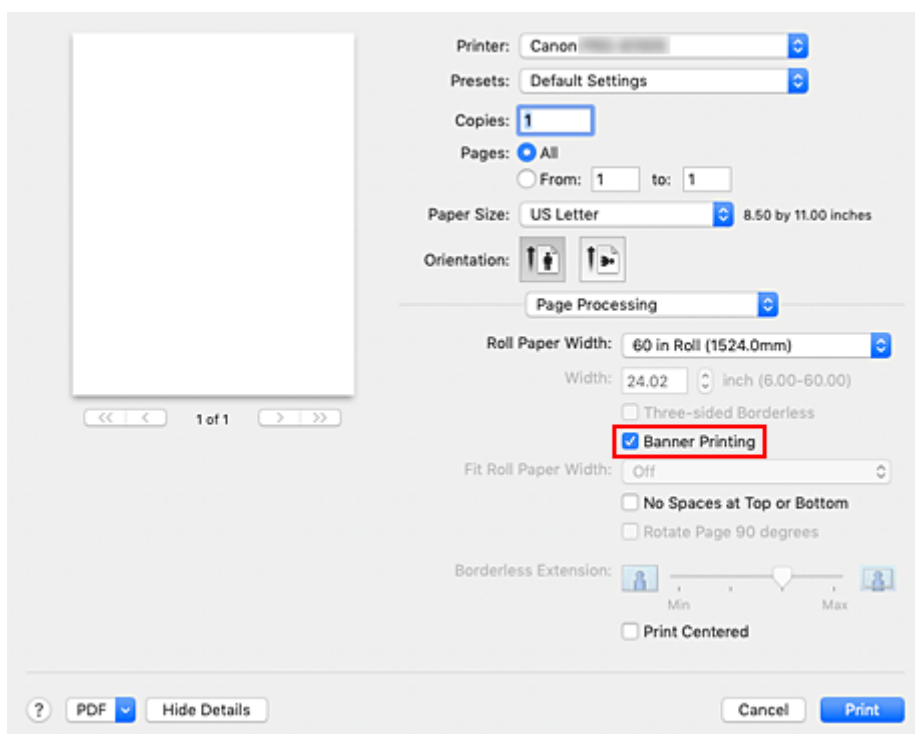 Printer: Canon
Presets: Default Settings
Copies: 1
Pages: All
From: 1 to: 1
Paper Size: US Letter 8.50 by 11.00 inches
Orientation:
Page Processing
Roll Paper Width: 60 in Roll (1524.0mm)
Width: 24.02 inch (6.00-60.00)
Three-sided Borderless
<< < 1 of 1 > >>
Banner Printing
Fit Roll Paper Width: Off
No Spaces at Top or Bottom
Rotate Page 90 degrees
Borderless Extension:
Min Max
Print Centered
? PDF Hide Details Cancel Print